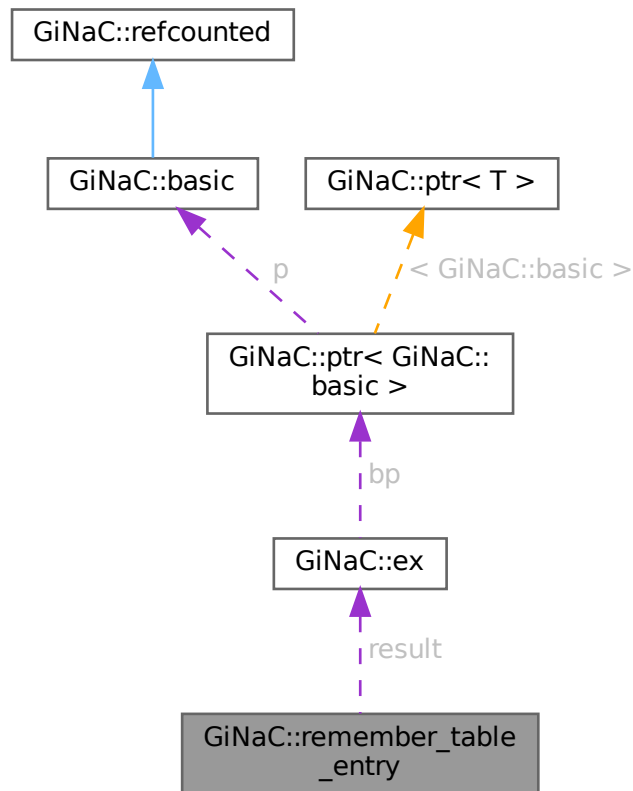 GiNaC::refcounted
GiNaC::basic
GiNaC::ptr< T >
p
< GiNaC::basic >
GiNaC::ptr< GiNaC::
basic >
bp
GiNaC::ex
result
GiNaC::remember_table
_entry